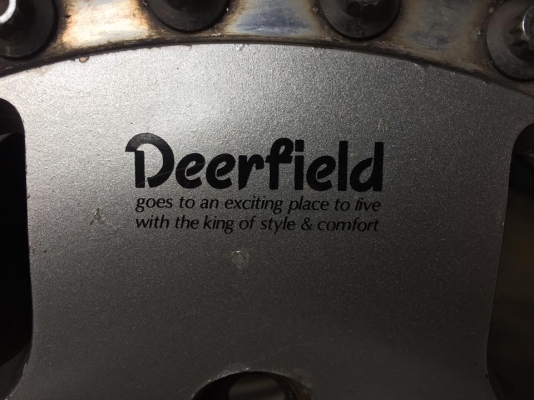 Deerfield
goes to an exciting place to live
with the king of style & comfort